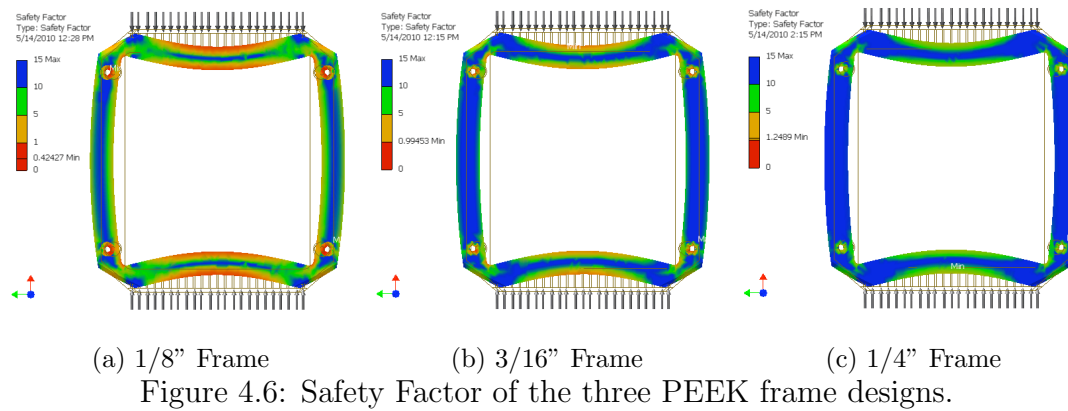 Safety Factor
Type: Safety Factor
5/14/2010 12:28 PM
15 Max
10
5
1
0.42427 Min
0
Min
Min
Safety Factor
Type: Safety Factor
5/14/2010 12:15 PM
15 Max
10
5
0.99453 Min
0
Min
Safety Factor
Type: Safety Factor
5/14/2010 2:15 PM
15 Max
10
5
1.2489 Min
0
Min
(a) 1/8” Frame
(b) 3/16” Frame
(c) 1/4” Frame
Figure 4.6: Safety Factor of the three PEEK frame designs.